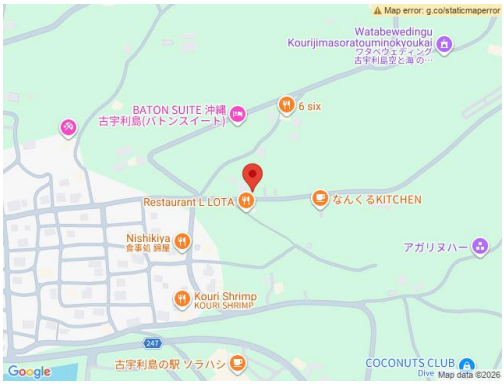 Map error: g.co/staticmaperror
Watabewedingu
Kourijimasoratouminokyoukai
ワタベウェディング
古宇利島空と海 の…
BATON SUITE 沖縄
古宇利島(バトンスイート)
6 six
Restaurant L LOTA
なんくるKITCHEN
Nishikiya
食事処 錦屋
アガリヌハー
Kouri Shrimp
KOURI SHRIMP
247
古宇利島の駅 ソラハシ
COCONUTS CLUB
Dive
Google
Map data ©2026